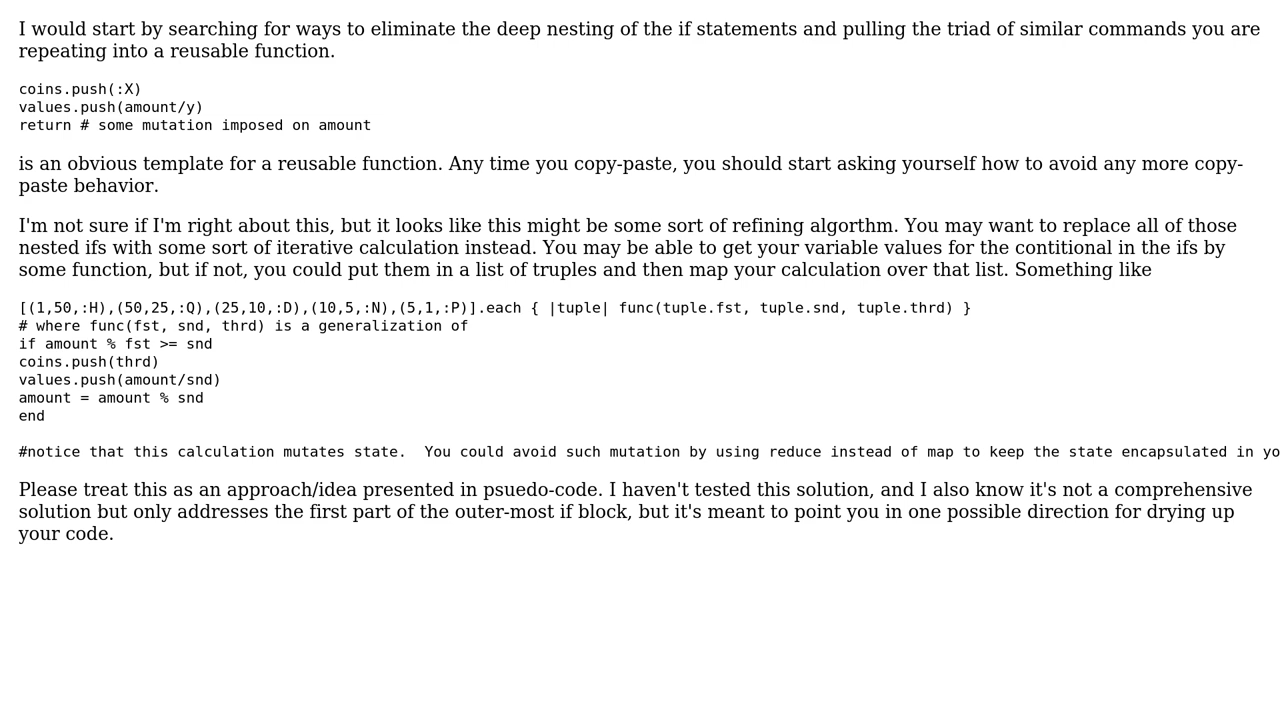 I would start by searching for ways to eliminate the deep nesting of the if statements and pulling the triad of similar commands you are
repeating into a reusable function.
coins.push(:X)
values.push(amount/y)
return # some mutation imposed on amount
is an obvious template for a reusable function. Any time you copy-paste, you should start asking yourself how to avoid any more copy-
paste behavior.
I'm not sure if I'm right about this, but it looks like this might be some sort of refining algorthm. You may want to replace all of those
nested ifs with some sort of iterative calculation instead. You may be able to get your variable values for the contitional in the ifs by
some function, but if not, you could put them in a list of truples and then map your calculation over that list. Something like
[(1,50,:H),(50,25,:Q),(25,10,:D),(10,5,:N),(5,1,:P)].each { |tuple| func(tuple.fst, tuple.snd, tuple.thrd) }
# where func(fst, snd, thrd) is a generalization of
if amount % fst >= snd
coins.push(thrd)
values.push(amount/snd)
amount = amount % snd
end
#notice that this calculation mutates state.  You could avoid such mutation by using reduce instead of map to keep the state encapsulated in yo
Please treat this as an approach/idea presented in psuedo-code. I haven't tested this solution, and I also know it's not a comprehensive
solution but only addresses the first part of the outer-most if block, but it's meant to point you in one possible direction for drying up
your code.